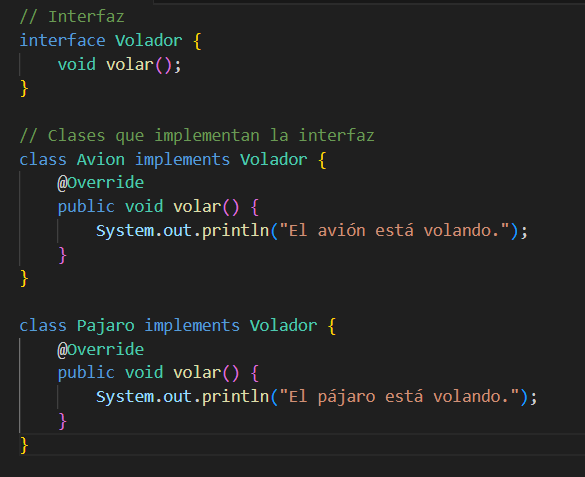 // Interfaz
interface Volador {
    void volar();
}

// Clases que implementan la interfaz
class Avion implements Volador {
    @Override
    public void volar() {
        System.out.println("El avión está volando.");
    }
}

class Pajaro implements Volador {
    @Override
    public void volar() {
        System.out.println("El pájaro está volando.");
    }
}